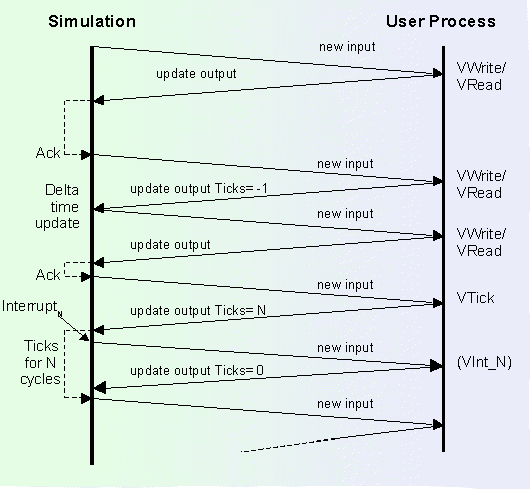 Simulation
User Process
new input
VWrite/
VRead
update output
Ack
new input
VWrite/
VRead
Delta
time
update
update output Ticks= -1
new input
VWrite/
VRead
update output
Ack
new input
VTick
Interrupt N
update output Ticks= N
new input
Ticks
for N
cycles
(VInt_N)
update output Ticks= 0
new input